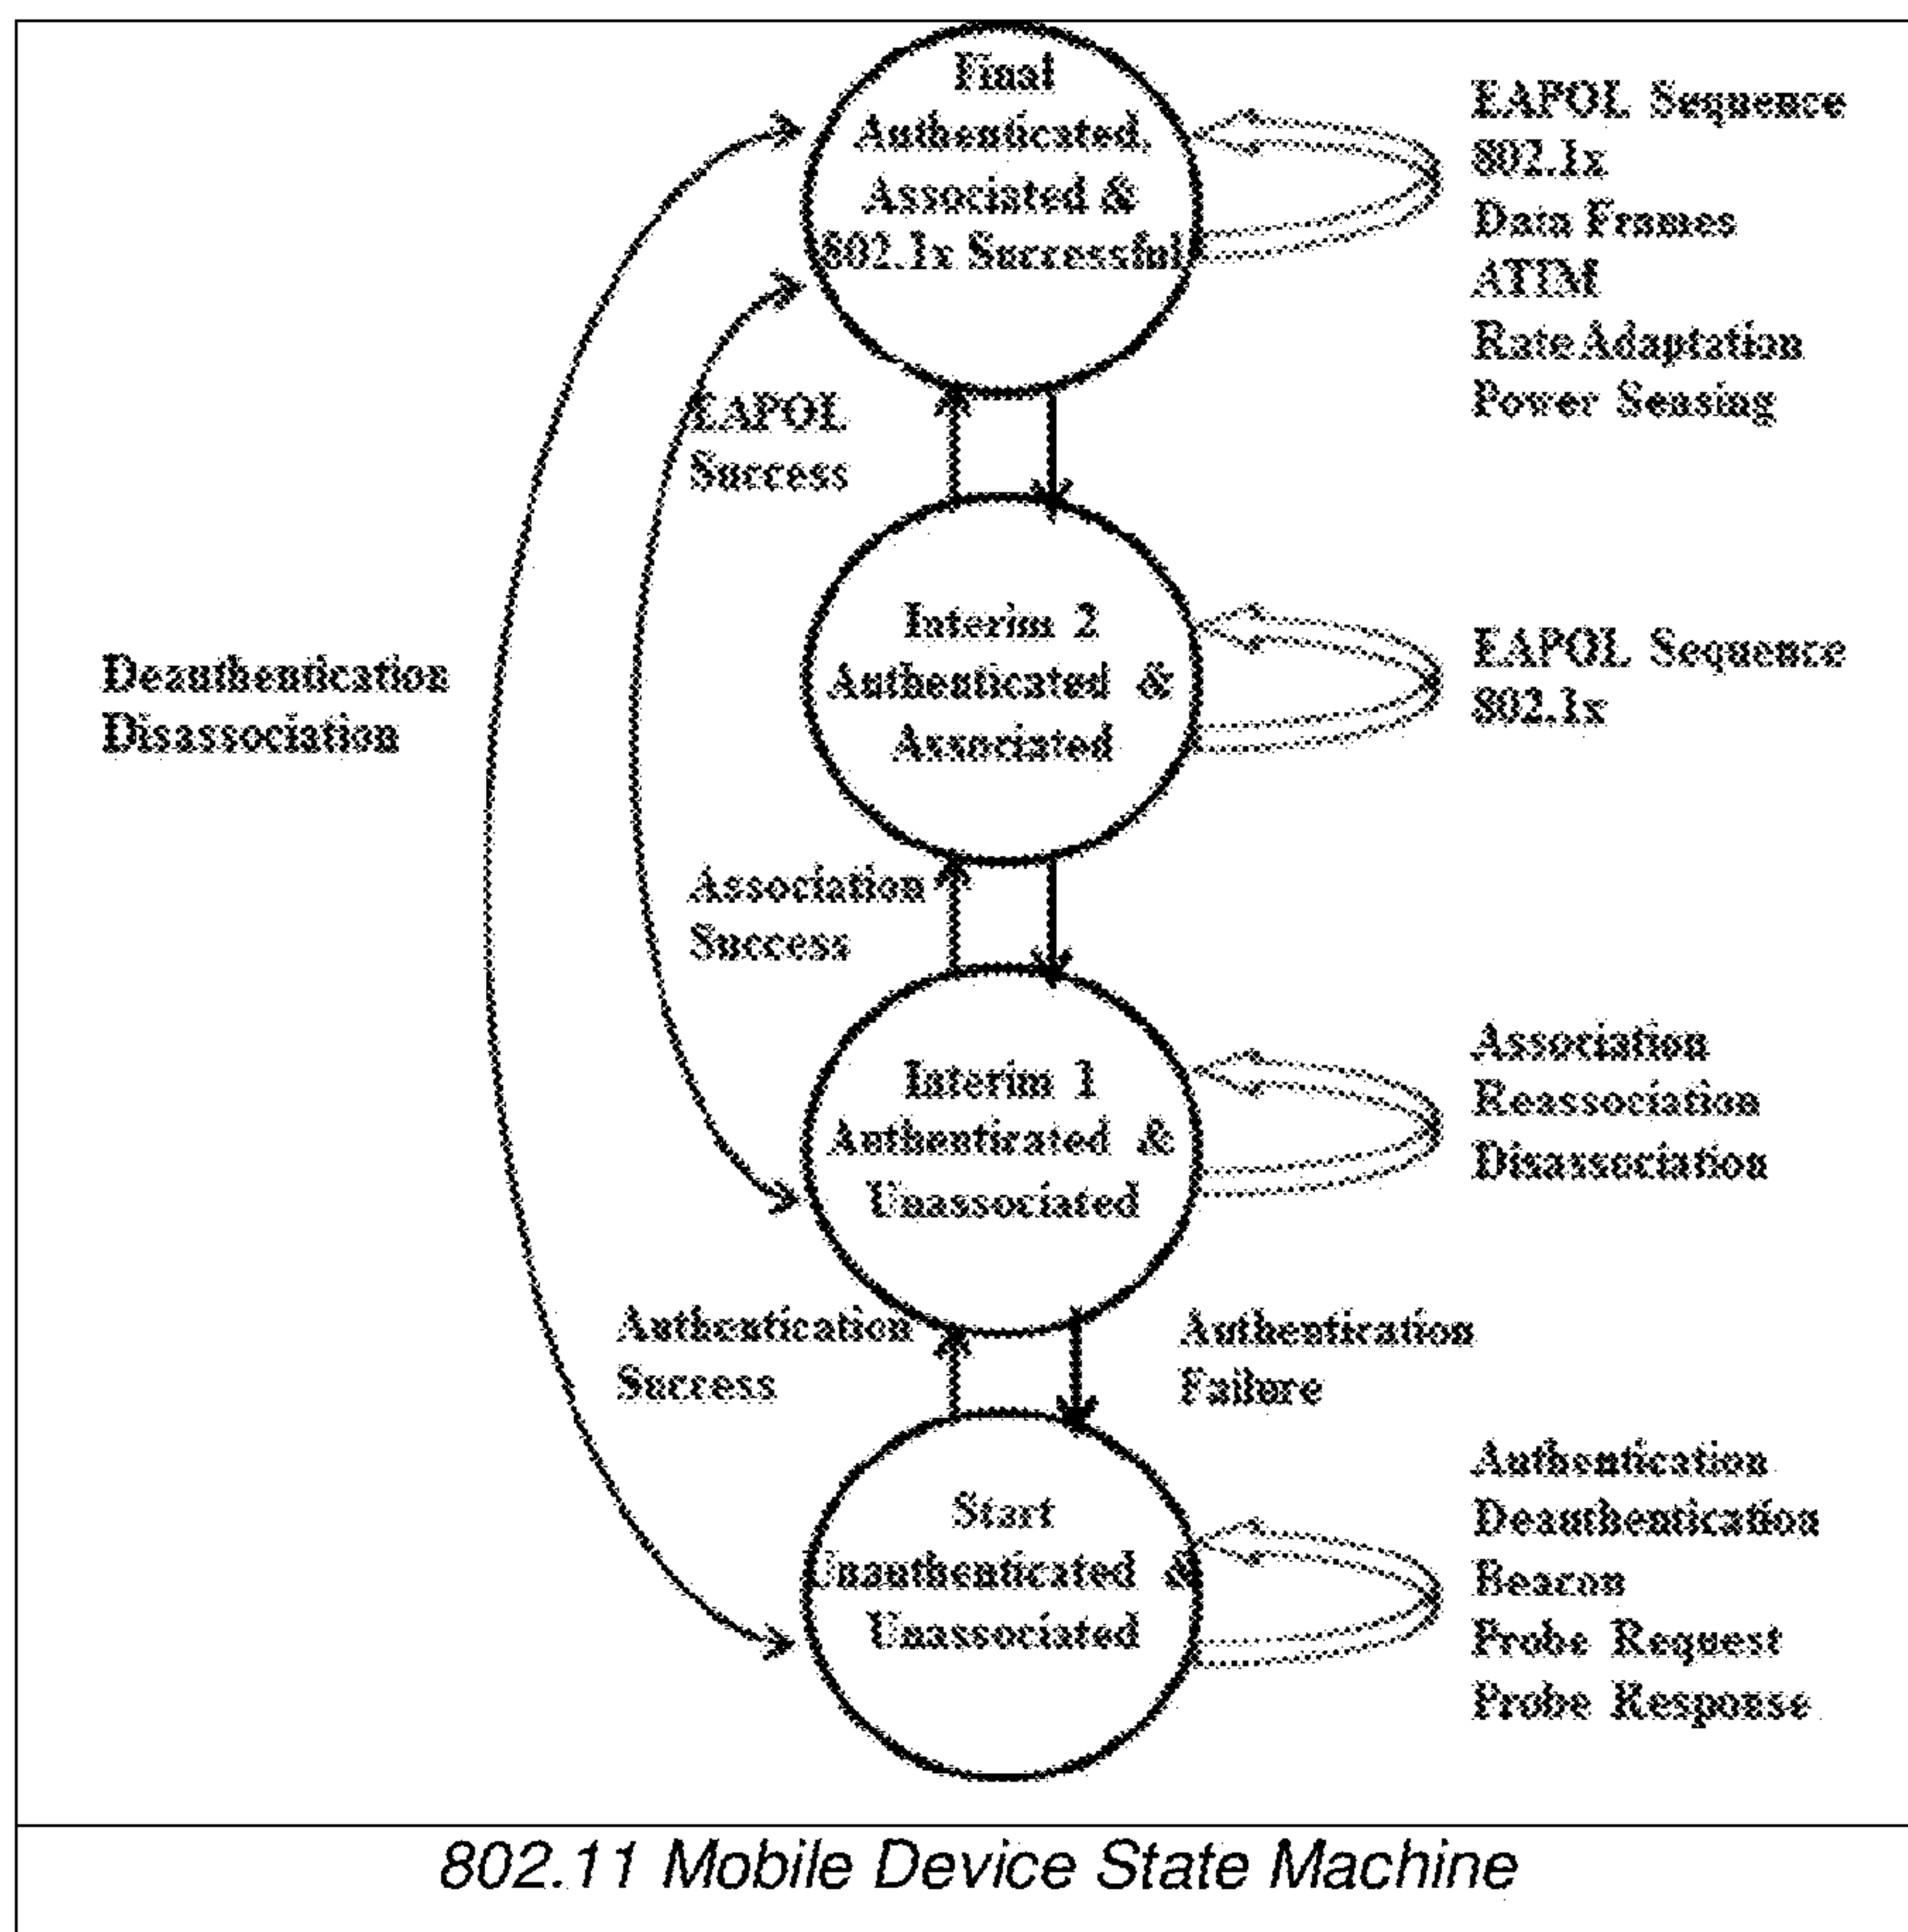 Final
Authenticated,
Associated &
802.1x Successful
EAPOL Sequence
802.1x
Data Frames
ATIM
Rate Adaptation
Power Sensing
EAPOL
Success
Interim 2
Authenticated &
Associated
EAPOL Sequence
802.1x
Deauthentication
Disassociation
Association
Success
Interim 1
Authenticated &
Unassociated
Association
Reassociation
Disassociation
Authentication
Success
Authentication
Failure
Start
Unauthenticated &
Unassociated
Authentication
Deauthentication
Beacon
Probe Request
Probe Response
802.11 Mobile Device State Machine